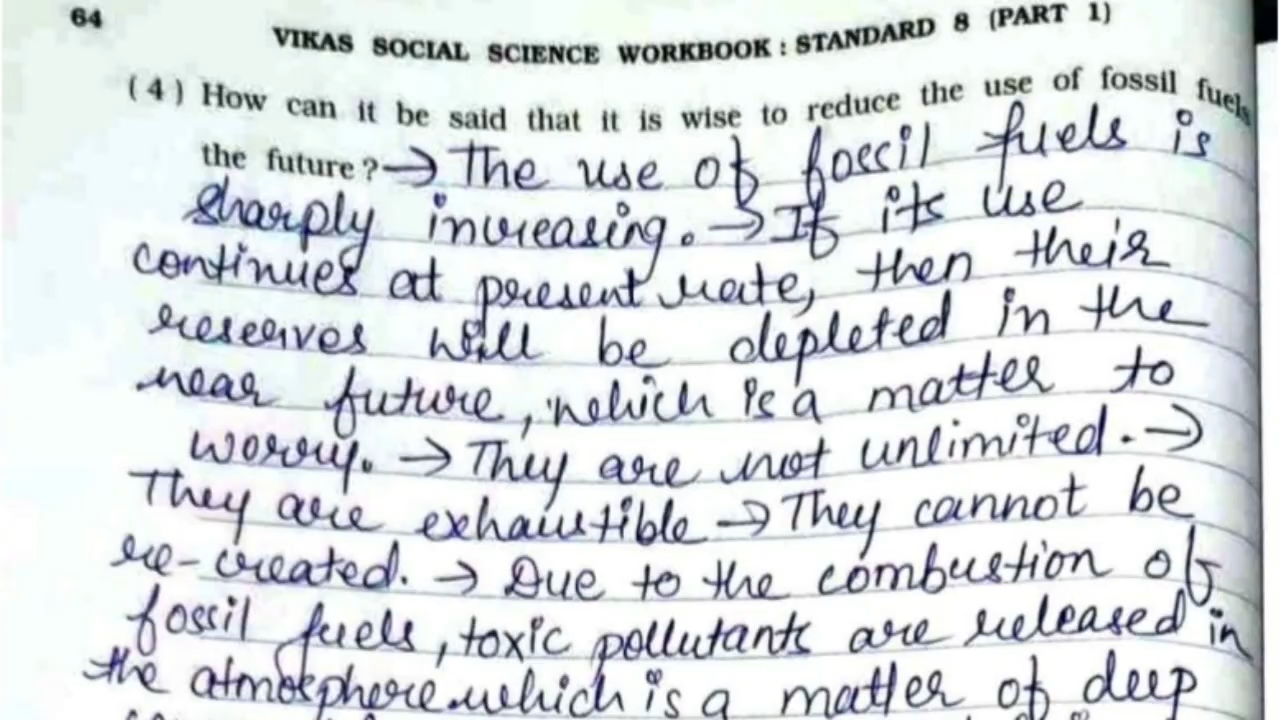 64
VIKAS SOCIAL SCIENCE WORKBOOK : STANDARD 8 (PART 1)
(4) How can it be said that it is wise to reduce the use of fossil fuels
the future? → The use of fossil fuels is
sharply increasing. → If its use
continues at present rate, then their
reserves will be depleted in the
near future, which is a matter to
worry. → They are not unlimited. →
They are exhaustible → They cannot be
re-created. → Due to the combustion of
fossil fuels, toxic pollutants are released in
the atmosphere which is a matter of deep